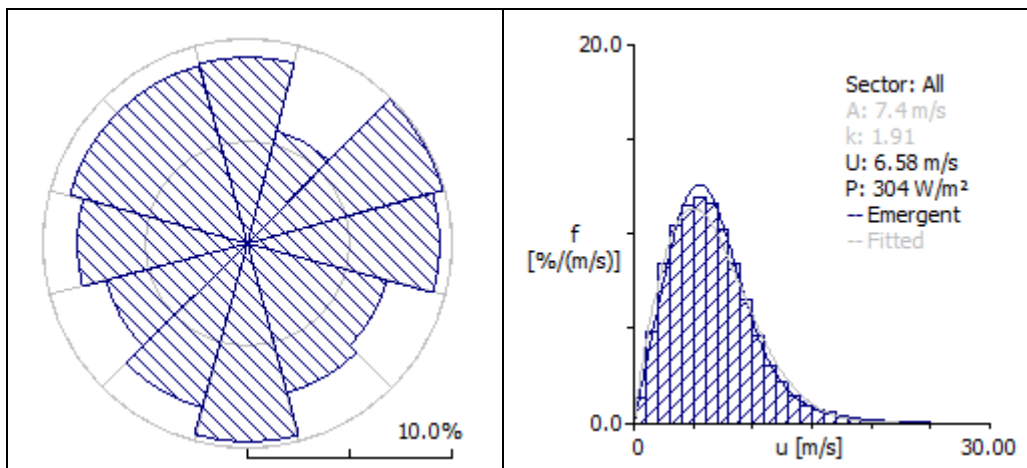 10.0%
20.0
f
[%/(m/s)]
0.0
0
u [m/s]
30.00
Sector: All
A: 7.4 m/s
k: 1.91
U: 6.58 m/s
P: 304 W/m²
-- Emergent
-- Fitted